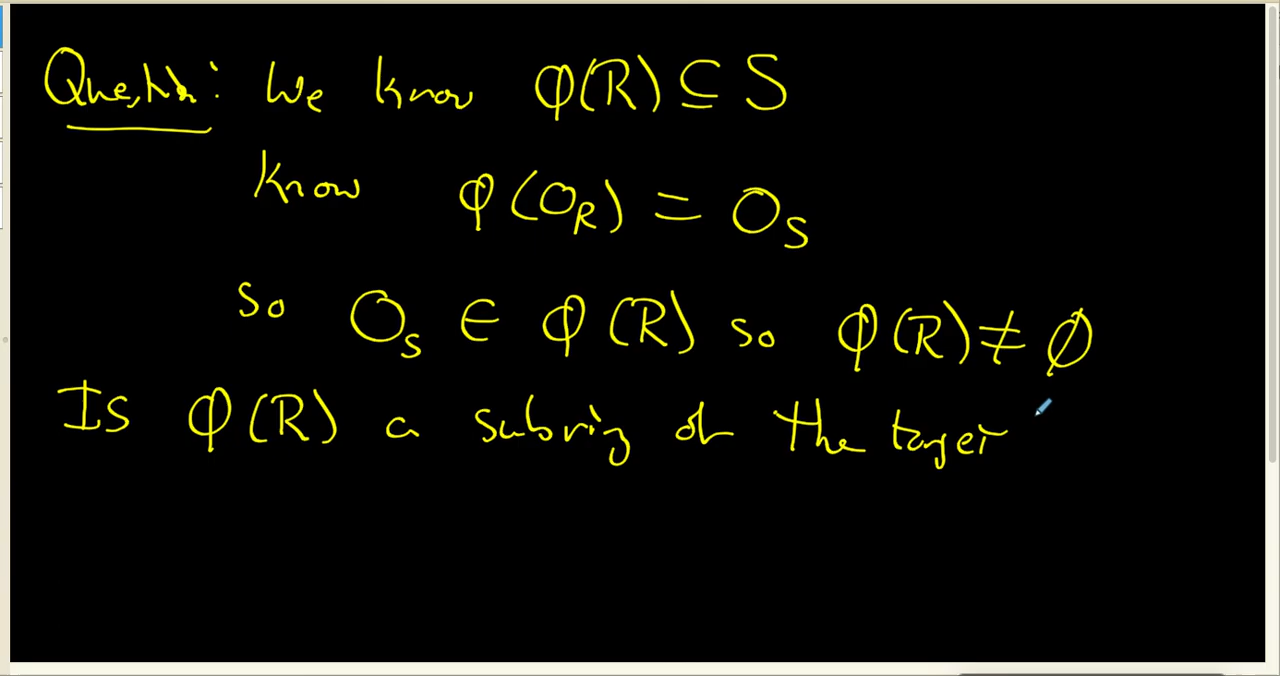 Question: We know φ(R) ⊆ S
know φ(0_R) = 0_S
so 0_S ∈ φ(R) so φ(R) ≠ ∅
Is φ(R) a subring of the target